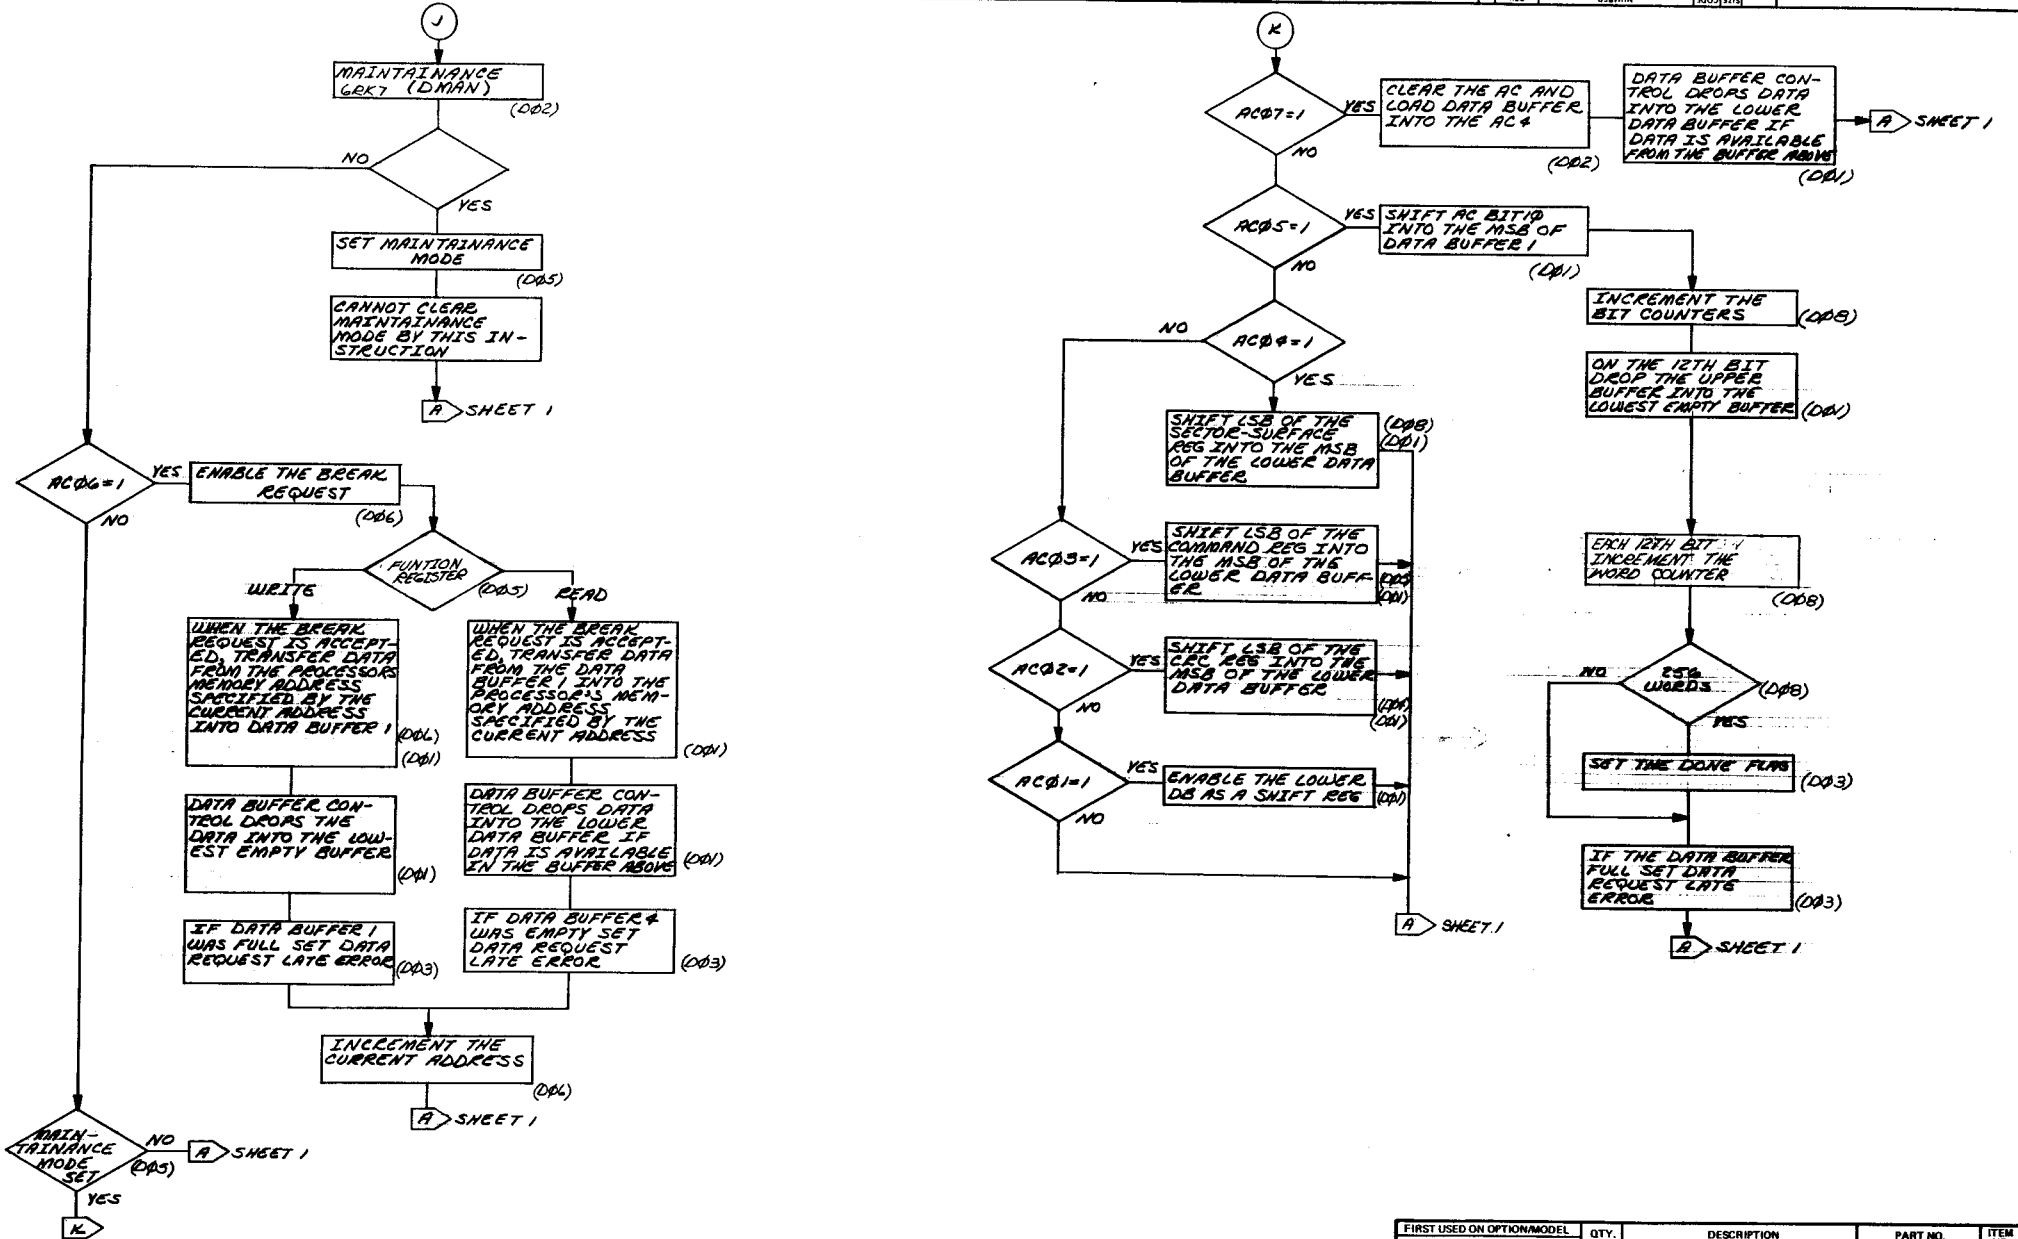 J
MAINTAINANCE
6RK7 (DMAN)
(DØ2)
NO
YES
SET MAINTAINANCE
MODE
(DØ5)
CANNOT CLEAR
MAINTAINANCE
MODE BY THIS IN-
STRUCTION
A SHEET 1
ACØ6=1
YES
NO
ENABLE THE BREAK
REQUEST
(DØ6)
FUNTION
REGISTER
(DØ5)
WRITE
READ
WHEN THE BREAK
REQUEST IS ACCEPT-
ED, TRANSFER DATA
FROM THE PROCESSORS
MEMORY ADDRESS
SPECIFIED BY THE
CURRENT ADDRESS
INTO DATA BUFFER 1
(DØ6)
(DØ1)
DATA BUFFER CON-
TROL DROPS THE
DATA INTO THE LOW-
EST EMPTY BUFFER
(DØ1)
IF DATA BUFFER 1
WAS FULL SET DATA
REQUEST LATE ERROR
(DØ3)
WHEN THE BREAK
REQUEST IS ACCEPT-
ED, TRANSFER DATA
FROM THE DATA
BUFFER 1 INTO THE
PROCESSOR'S MEM-
ORY ADDRESS
SPECIFIED BY THE
CURRENT ADDRESS
(DØ1)
DATA BUFFER CON-
TROL DROPS DATA
INTO THE LOWER
DATA BUFFER IF
DATA IS AVAILABLE
IN THE BUFFER ABOVE
(DØ1)
IF DATA BUFFER 4
WAS EMPTY SET
DATA REQUEST
LATE ERROR
(DØ3)
INCREMENT THE
CURRENT ADDRESS
(DØ6)
A SHEET 1
MAIN-
TAINANCE
MODE
SET
NO
(DØ5)
A SHEET 1
YES
K
K
ACØ7=1
YES
NO
CLEAR THE AC AND
LOAD DATA BUFFER
INTO THE AC 4
(DØ2)
DATA BUFFER CON-
TROL DROPS DATA
INTO THE LOWER
DATA BUFFER IF
DATA IS AVAILABLE
FROM THE BUFFER ABOVE
(DØ1)
A SHEET 1
ACØ5=1
YES
NO
SHIFT AC BIT 1Ø
INTO THE MSB OF
DATA BUFFER 1
(DØ1)
INCREMENT THE
BIT COUNTERS
(DØ8)
ON THE 12TH BIT
DROP THE UPPER
BUFFER INTO THE
LOWEST EMPTY BUFFER
(DØ1)
EACH 12TH BIT
INCREMENT THE
WORD COUNTER
(DØ8)
256
WORDS
(DØ8)
NO
YES
SET THE DONE FLAG
(DØ3)
IF THE DATA BUFFER
FULL SET DATA
REQUEST LATE
ERROR
(DØ3)
A SHEET 1
ACØ4=1
NO
YES
SHIFT LSB OF THE
SECTOR-SURFACE
REG INTO THE MSB
OF THE LOWER DATA
BUFFER
(DØ8)
(DØ1)
ACØ3=1
YES
NO
SHIFT LSB OF THE
COMMAND REG INTO
THE MSB OF THE
LOWER DATA BUFF-
ER
(DØ5)
(DØ1)
ACØ2=1
YES
NO
SHIFT LSB OF THE
CRC REG INTO THE
MSB OF THE LOWER
DATA BUFFER
(DØ1)
ACØ1=1
YES
NO
ENABLE THE LOWER
DB AS A SHIFT REG
(DØ1)
A SHEET 1
FIRST USED ON OPTION/MODEL
QTY.
DESCRIPTION
PART NO.
ITEM